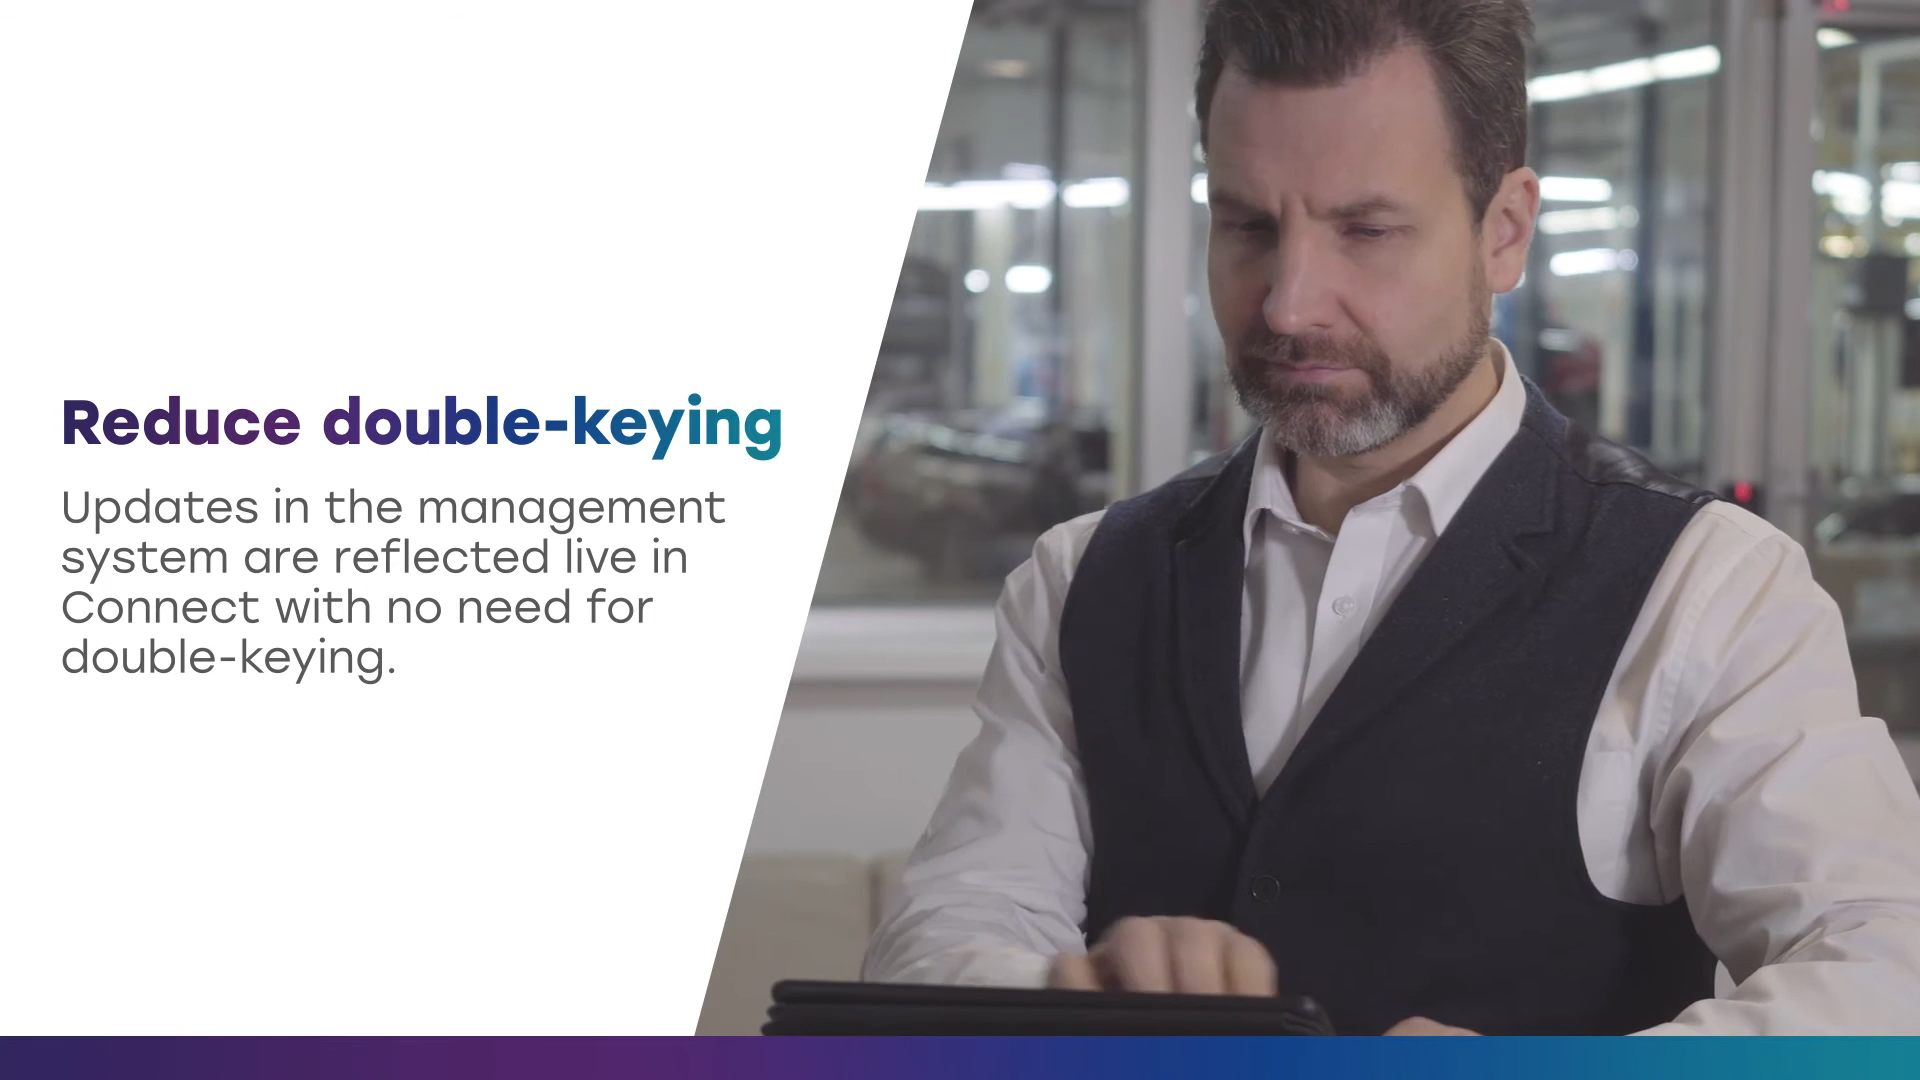 Reduce double-keying
Updates in the management
system are reflected live in
Connect with no need for
double-keying.